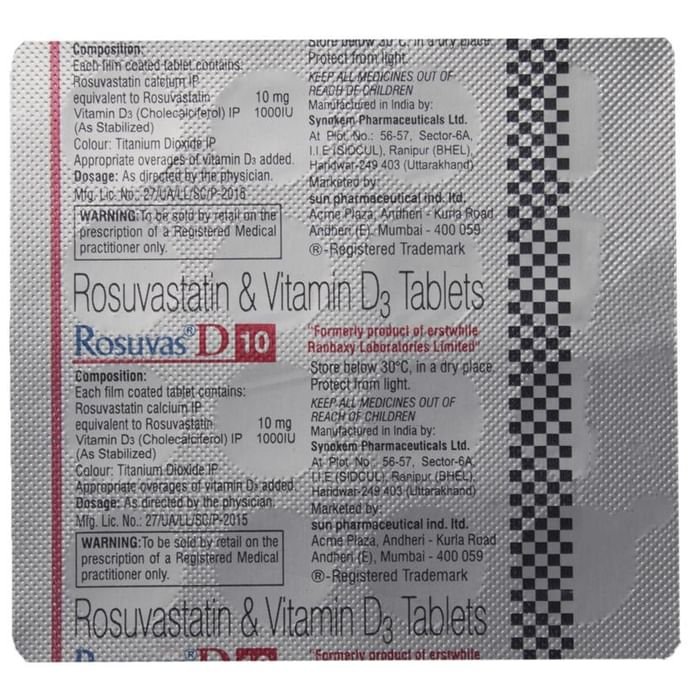 Composition:
Each film coated tablet contains:
Rosuvastatin calcium IP
equivalent to Rosuvastatin 10 mg
Vitamin D3 (Cholecalciferol) IP 1000IU
(As Stabilized)
Colour: Titanium Dioxide IP
Appropriate overages of vitamin D3 added.
Dosage: As directed by the physician.
Mfg. Lic. No.: 27/UA/LL/SC/P-2015
WARNING:To be sold by retail on the
prescription of a Registered Medical
practitioner only.
Store below 30°C, in a dry place.
Protect from light.
KEEP ALL MEDICINES OUT OF
REACH OF CHILDREN
Manufactured in India by:
Synokem Pharmaceuticals Ltd.
At Plot No.: 56-57, Sector-6A,
I.I.E (SIDCUL), Ranipur (BHEL),
Haridwar-249 403 (Uttarakhand)
Marketed by:
sun pharmaceutical ind. ltd.
Acme Plaza, Andheri - Kurla Road
Andheri (E), Mumbai - 400 059
®-Registered Trademark
Rosuvastatin & Vitamin D3 Tablets
Rosuvas® D 10
"Formerly product of erstwhile
Ranbaxy Laboratories Limited"
Composition:
Each film coated tablet contains:
Rosuvastatin calcium IP
equivalent to Rosuvastatin 10 mg
Vitamin D3 (Cholecalciferol) IP 1000IU
(As Stabilized)
Colour: Titanium Dioxide IP
Appropriate overages of vitamin D3 added.
Dosage: As directed by the physician.
Mfg. Lic. No.: 27/UA/LL/SC/P-2015
WARNING:To be sold by retail on the
prescription of a Registered Medical
practitioner only.
Store below 30°C, in a dry place.
Protect from light.
KEEP ALL MEDICINES OUT OF
REACH OF CHILDREN
Manufactured in India by:
Synokem Pharmaceuticals Ltd.
At Plot No.: 56-57, Sector-6A,
I.I.E (SIDCUL), Ranipur (BHEL),
Haridwar-249 403 (Uttarakhand)
Marketed by:
sun pharmaceutical ind. ltd.
Acme Plaza, Andheri - Kurla Road
Andheri (E), Mumbai - 400 059
®-Registered Trademark
Rosuvastatin & Vitamin D3 Tablets
® D 10
"Formerly product of erstwhile